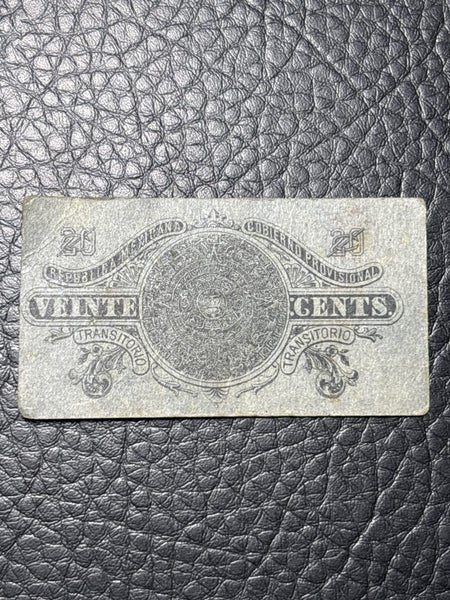 20 20
REPUBLICA MEXICANA GOBIERNO PROVISIONAL
VEINTE CENTS.
TRANSITORIO TRANSITORIO